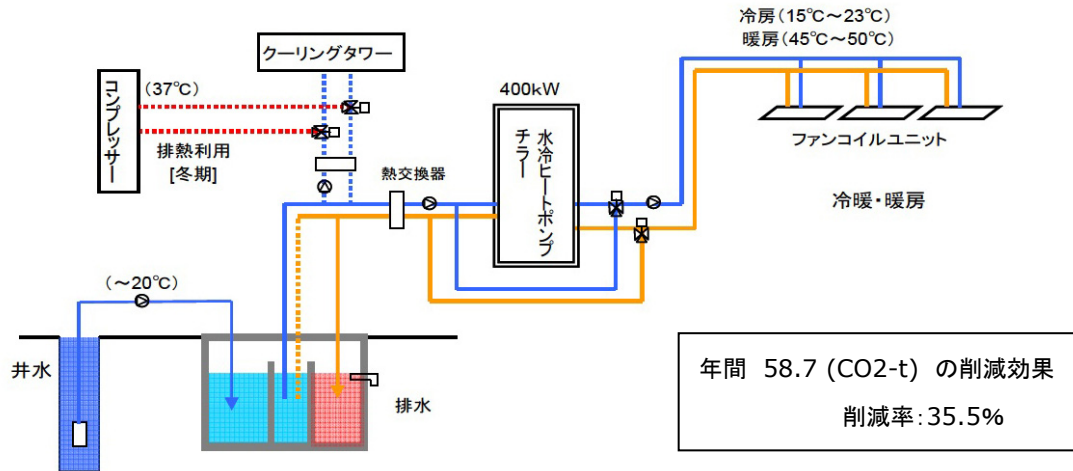 冷房(15℃～23℃)
暖房(45℃～50℃)
クーリングタワー
コンプレッサー
(37℃)
排熱利用
[冬期]
400kW
水冷ヒートポンプ
チラー
熱交換器
ファンコイルユニット
冷暖・暖房
(～20℃)
井水
排水
年間 58.7 (CO2-t) の削減効果
削減率:35.5%